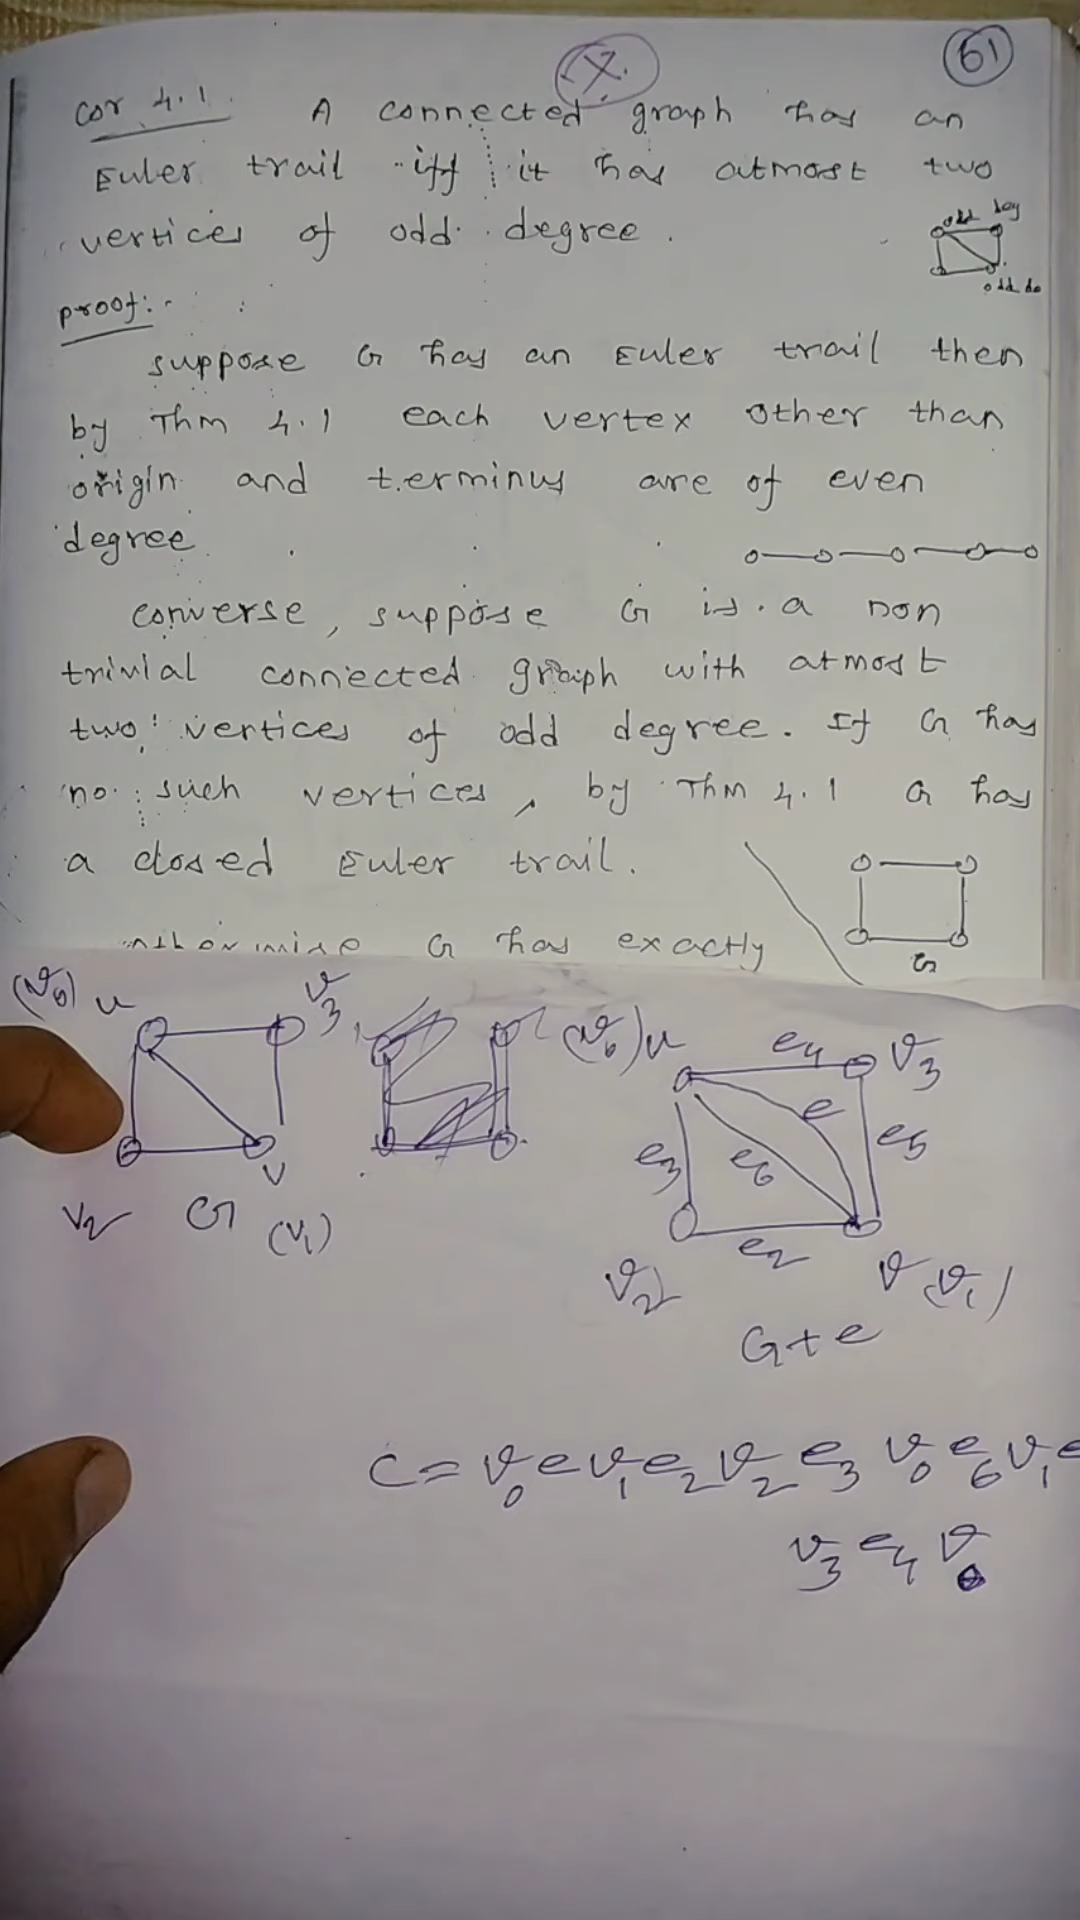 X.
61
Cor 4.1. A connected graph has an
Euler trail iff it has atmost two
vertices of odd degree.
odd deg
odd de
proof:-
suppose G has an Euler trail then
by Thm 4.1 each vertex other than
origin and terminus are of even
degree
converse, suppose G is a non
trivial connected graph with atmost
two vertices of odd degree. If G has
no such vertices, by Thm 4.1 G has
a closed Euler trail.
G
otherwise G has exactly
(v0) u
v3
v2
G
v
(v1)
(v0) u
e4
v3
e
e5
e3
e6
e2
v2
v (v1)
G+e
C = v0 e v1 e2 v2 e3 v0 e6 v1 e
v3 e4 v0